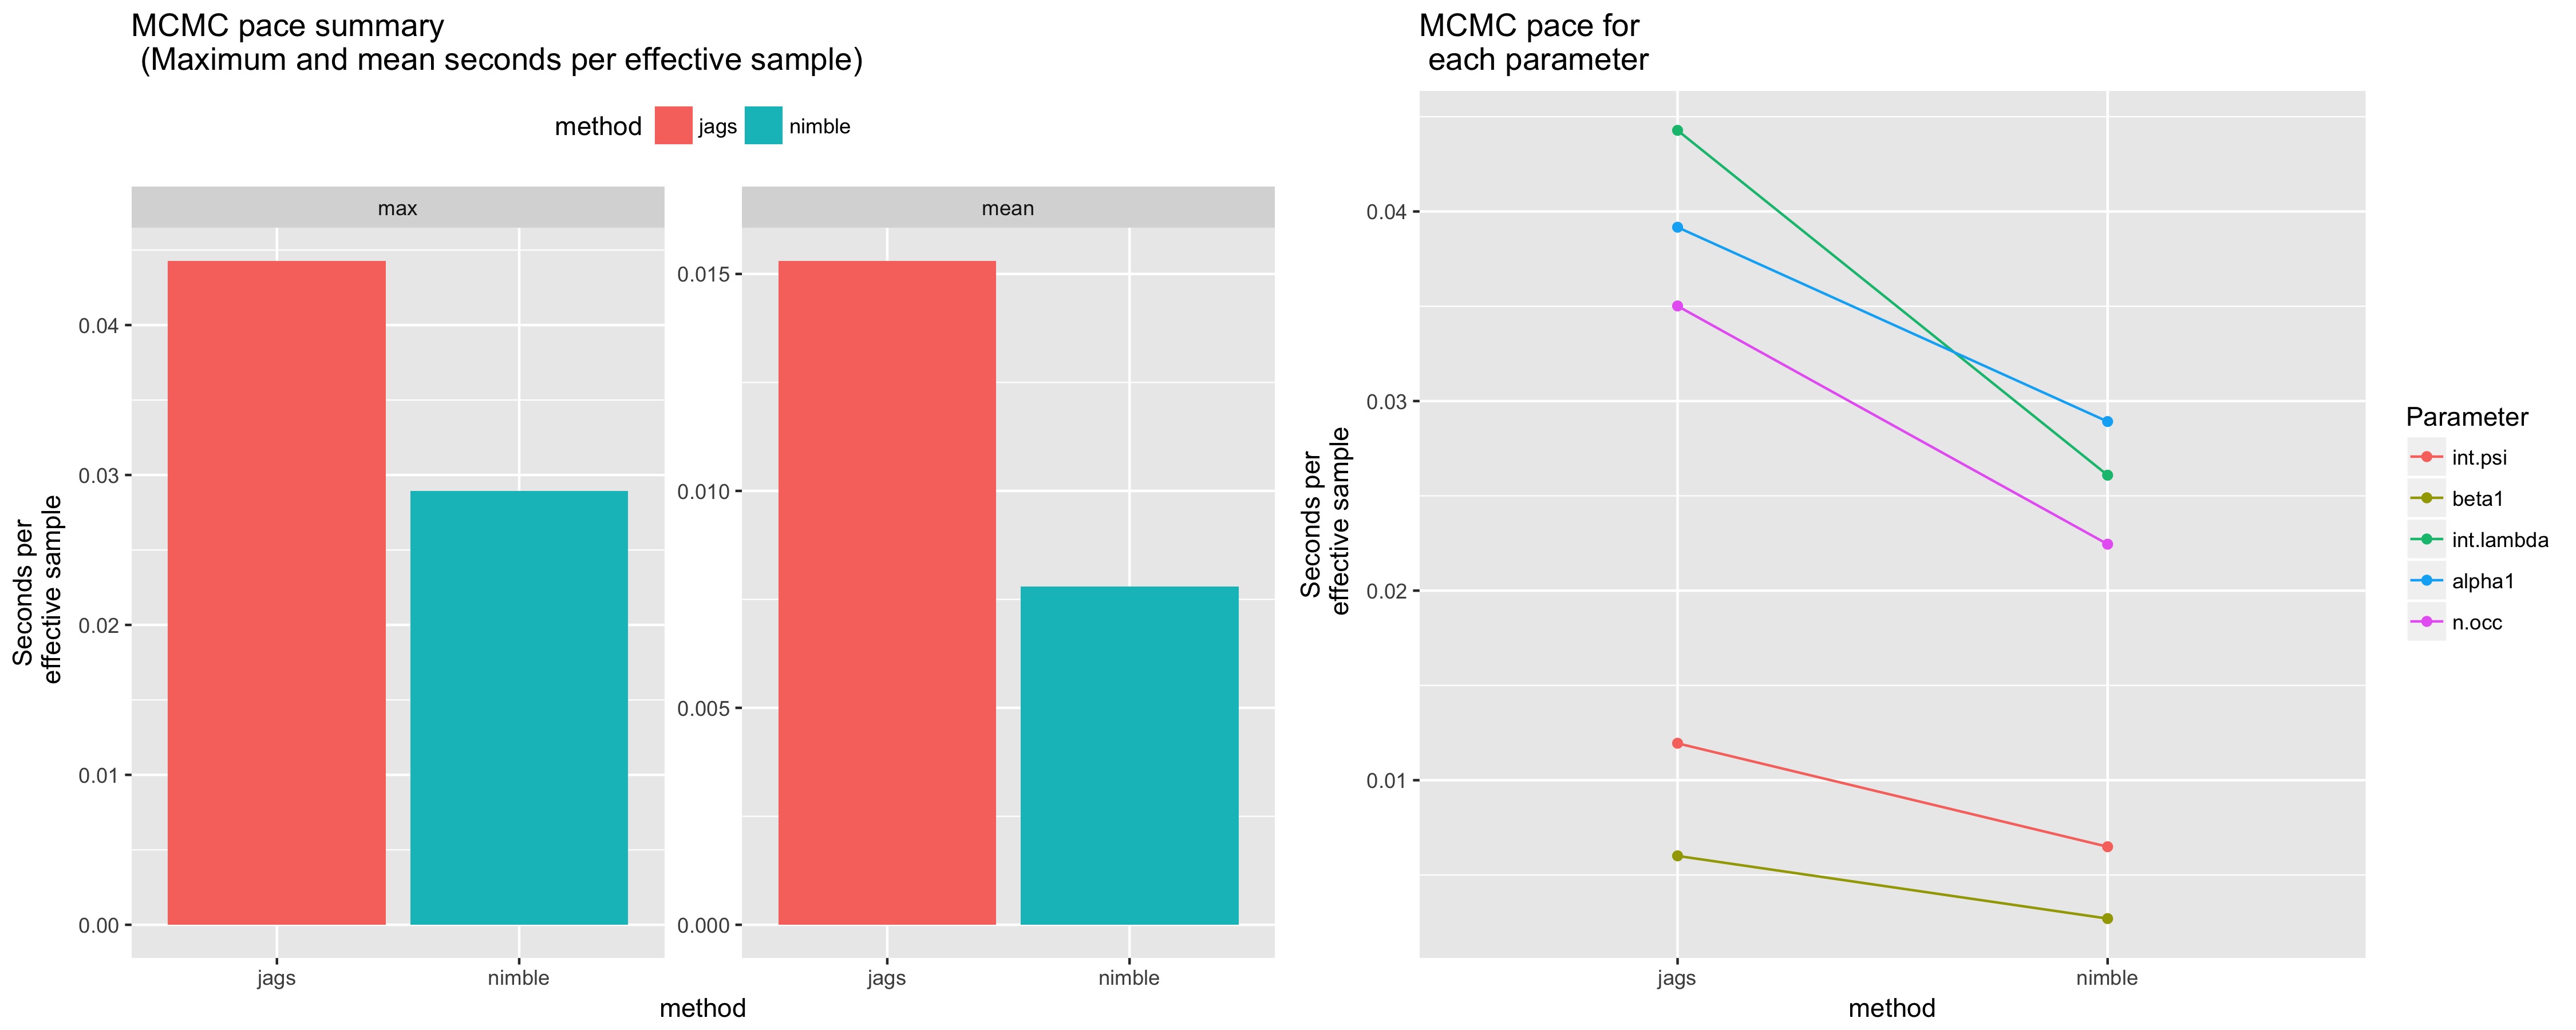 MCMC pace summary
(Maximum and mean seconds per effective sample)
method jags nimble
max
mean
Seconds per
effective sample
0.04
0.03
0.02
0.01
0.00
0.015
0.010
0.005
0.000
jags nimble
jags nimble
method
MCMC pace for
each parameter
Seconds per
effective sample
0.04
0.03
0.02
0.01
jags nimble
method
Parameter
int.psi
beta1
int.lambda
alpha1
n.occ